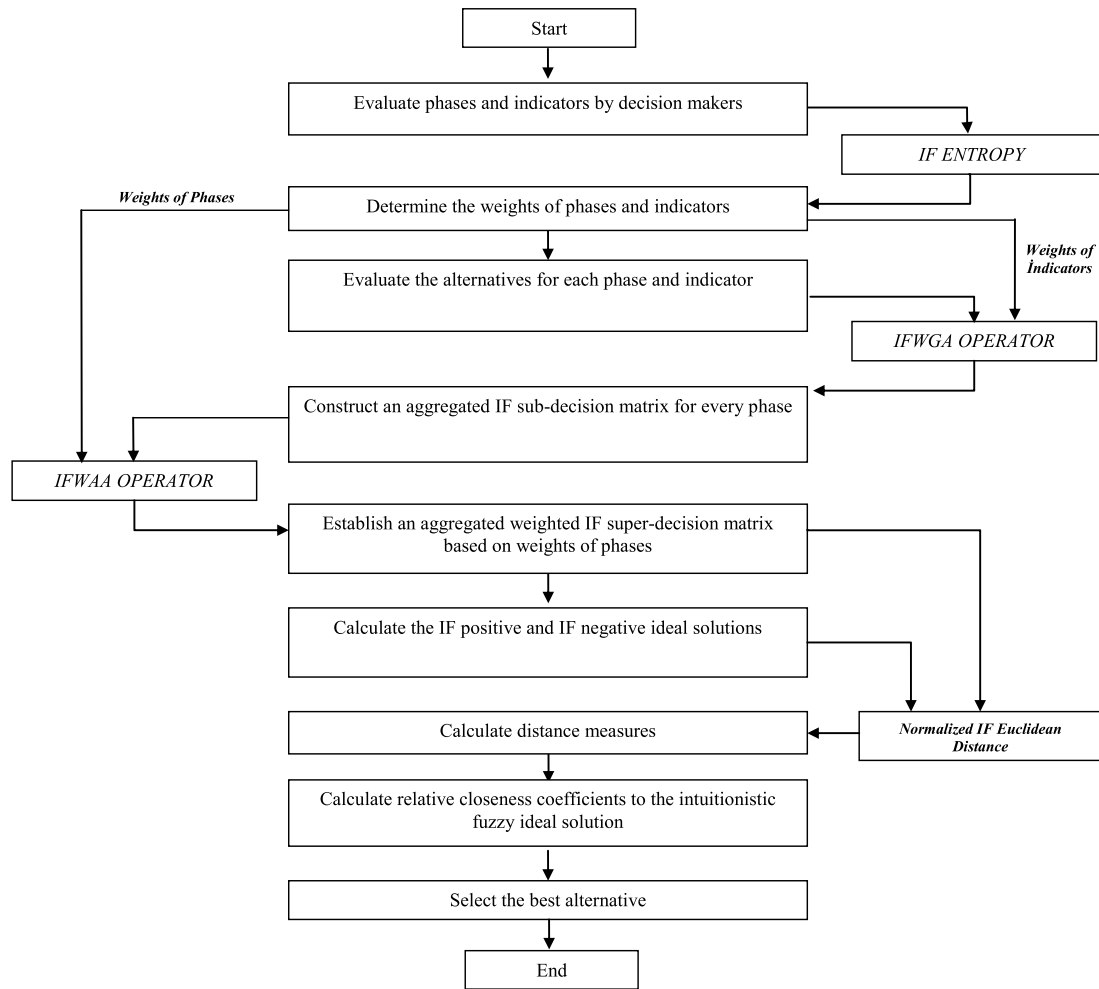 Start
Evaluate phases and indicators by decision makers
IF ENTROPY
Weights of Phases
Determine the weights of phases and indicators
Weights of
İndicators
Evaluate the alternatives for each phase and indicator
IFWGA OPERATOR
Construct an aggregated IF sub-decision matrix for every phase
IFWAA OPERATOR
Establish an aggregated weighted IF super-decision matrix
based on weights of phases
Calculate the IF positive and IF negative ideal solutions
Normalized IF Euclidean
Distance
Calculate distance measures
Calculate relative closeness coefficients to the intuitionistic
fuzzy ideal solution
Select the best alternative
End